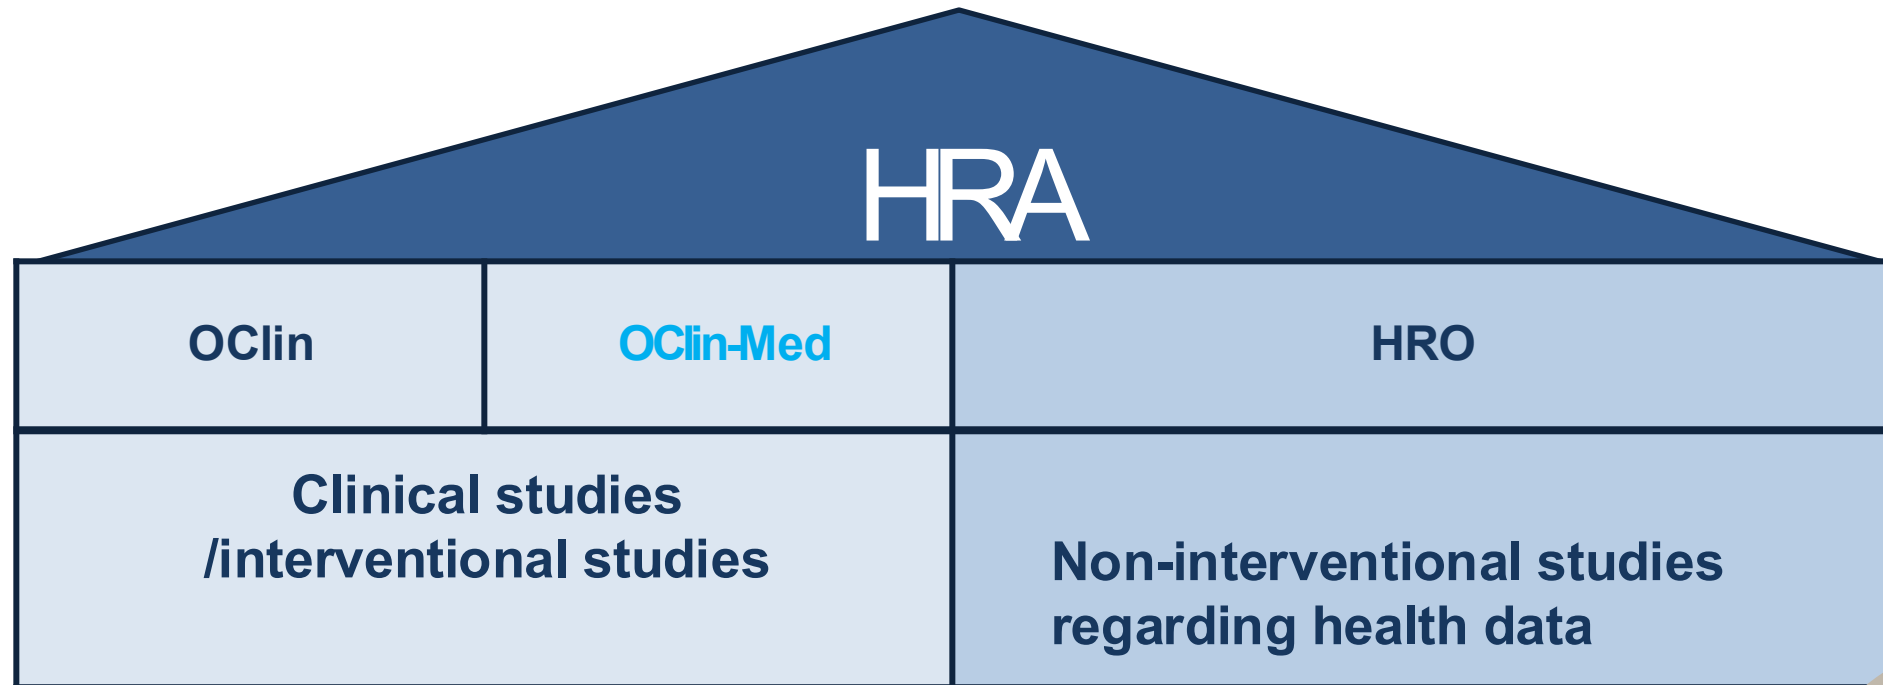 HRA
OClin
OClin-Med
HRO
Clinical studies
/interventional studies
Non-interventional studies
regarding health data